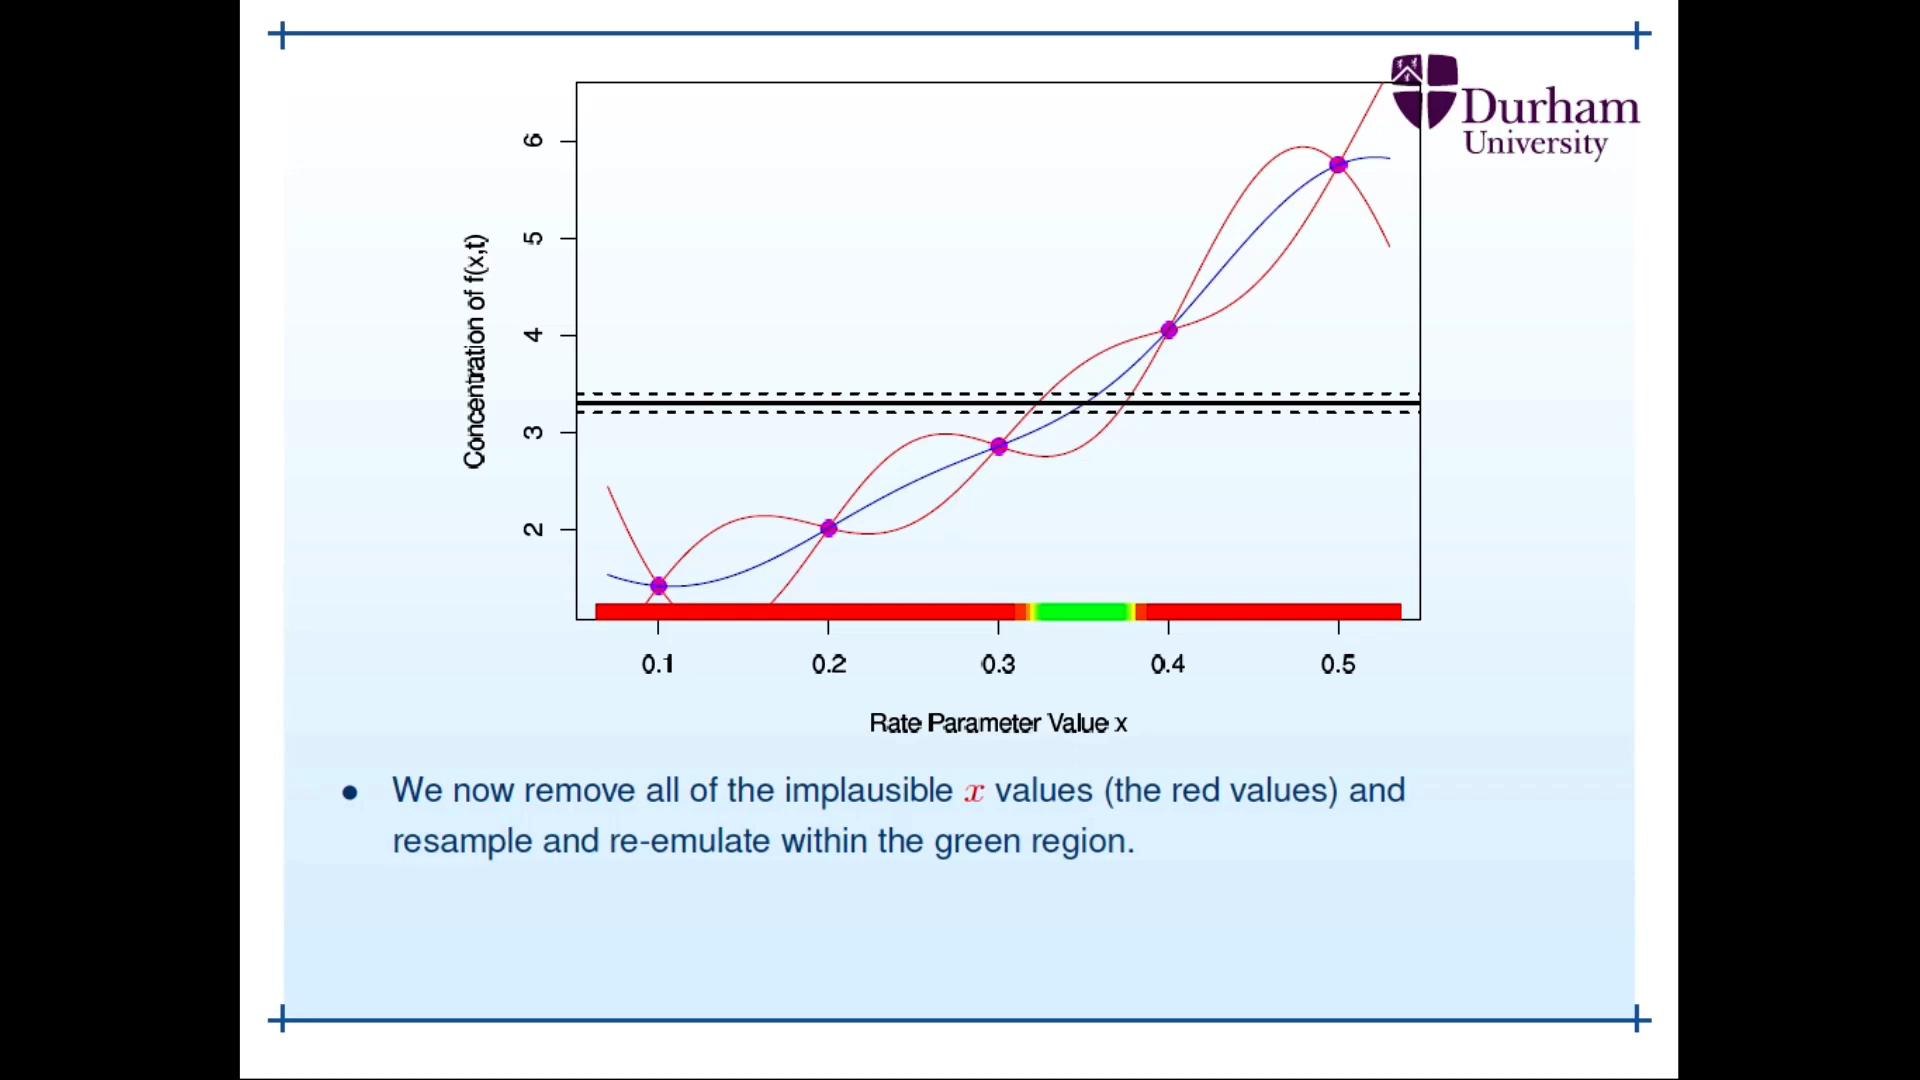 Durham
University
6
5
4
3
2
Concentration of f(x,t)
0.1 0.2 0.3 0.4 0.5
Rate Parameter Value x
● We now remove all of the implausible x values (the red values) and
resample and re-emulate within the green region.